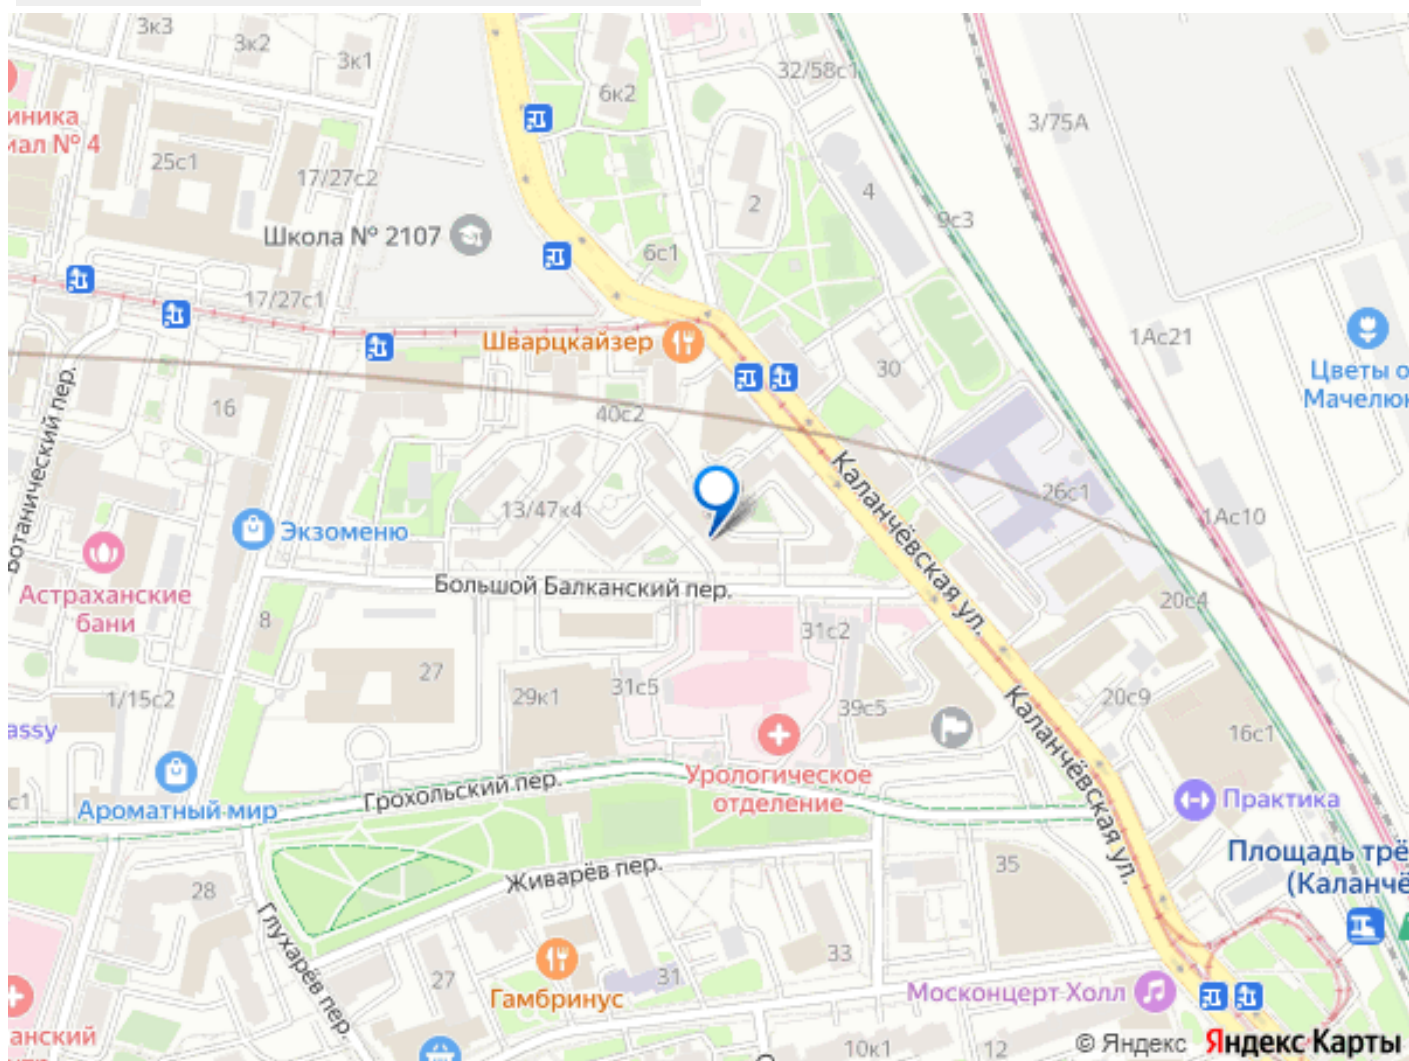 3к3
3к2
3к1
6к2
32/58с1
3/75А
иника
иал № 4
25с1
17/27с2
2
4
9с3
Школа № 2107
6с1
17/27с1
Шварцкайзер
1Ас21
30
Цветы о
Мачелюк
16
40с2
Ботанический пер.
Каланчёвская ул.
26с1
13/47к4
1Ас10
Экзоменю
Астраханские
бани
Большой Балканский пер.
20с4
8
31с2
27
31с5
29к1
39с5
20с9
1/15с2
assy
16с1
Урологическое
отделение
Каланчёвская ул.
Грохольский пер.
с1
Ароматный мир
Практика
Площадь трё
(Каланчё
Живарёв пер.
35
28
Глухарёв пер.
33
27
31
Гамбринус
Москонцерт Холл
анский
10к1
12
© Яндекс Яндекс Карты